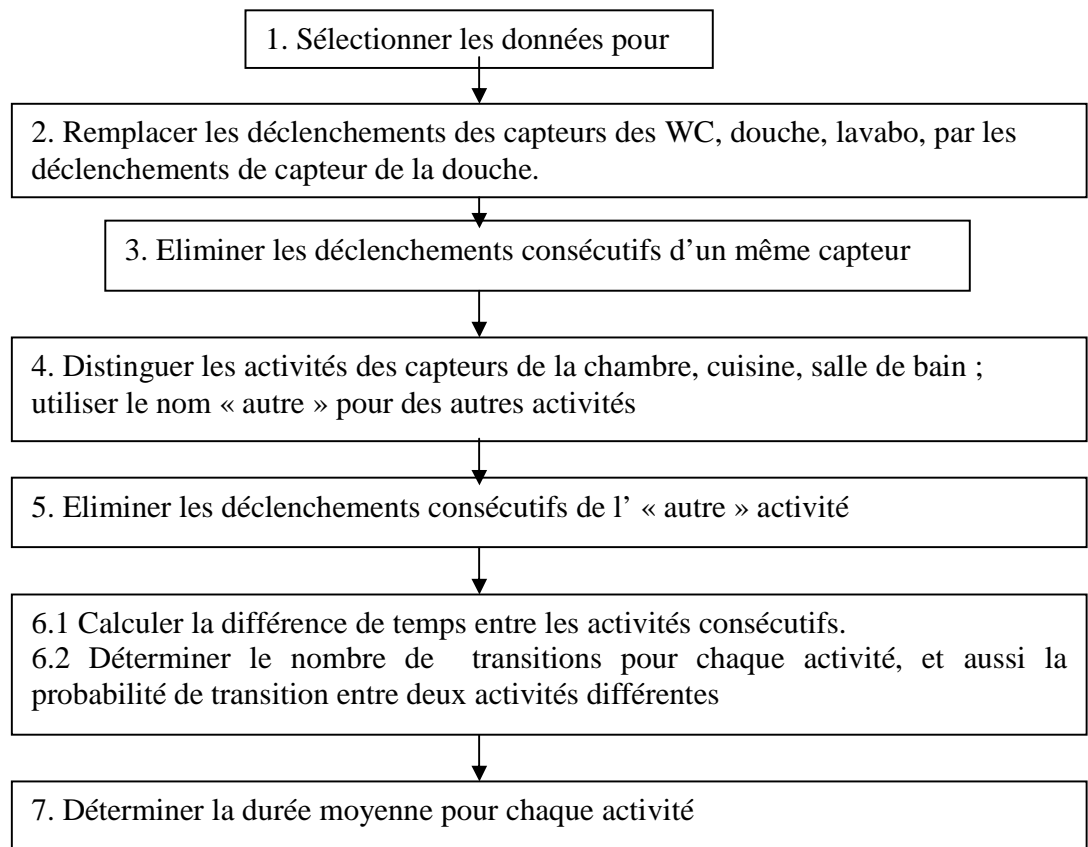 1. Sélectionner les données pour
2. Remplacer les déclenchements des capteurs des WC, douche, lavabo, par les
déclenchements de capteur de la douche.
3. Eliminer les déclenchements consécutifs d’un même capteur
4. Distinguer les activités des capteurs de la chambre, cuisine, salle de bain ;
utiliser le nom « autre » pour des autres activités
5. Eliminer les déclenchements consécutifs de l’ « autre » activité
6.1 Calculer la différence de temps entre les activités consécutifs.
6.2 Déterminer le nombre de transitions pour chaque activité, et aussi la
probabilité de transition entre deux activités différentes
7. Déterminer la durée moyenne pour chaque activité